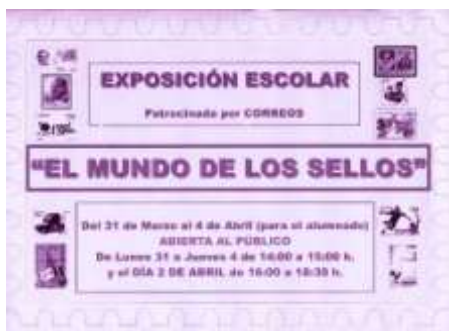 EXPOSICIÓN ESCOLAR
Patrocinada por CORREOS
"EL MUNDO DE LOS SELLOS"
Del 31 de Marzo al 4 de Abril (para el alumnado)
ABIERTA AL PÚBLICO
De Lunes 31 a Jueves 4 de 14:00 a 15:00 h.
y el DÍA 2 DE ABRIL de 16:00 a 18:30 h.